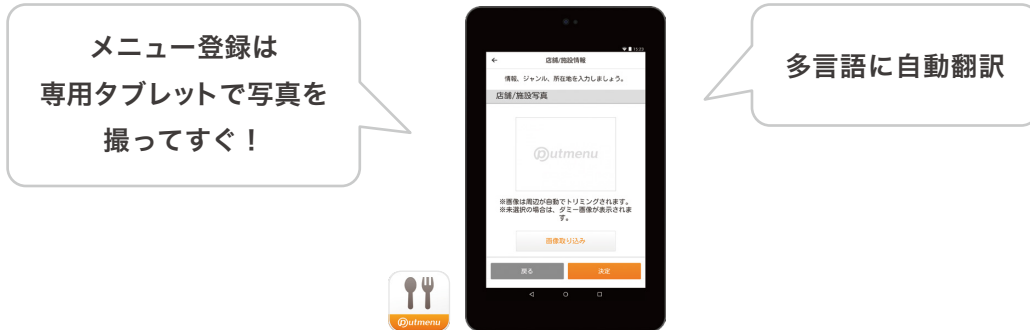 メニュー登録は
専用タブレットで写真を
撮ってすぐ！
多言語に自動翻訳
11:23
店舗/施設情報
情報、ジャンル、所在地を入力しましょう。
店舗/施設写真
putmenu
※画像は周辺が自動でトリミングされます。
※未選択の場合は、ダミー画像が表示されま
す。
画像取り込み
戻る
決定
putmenu